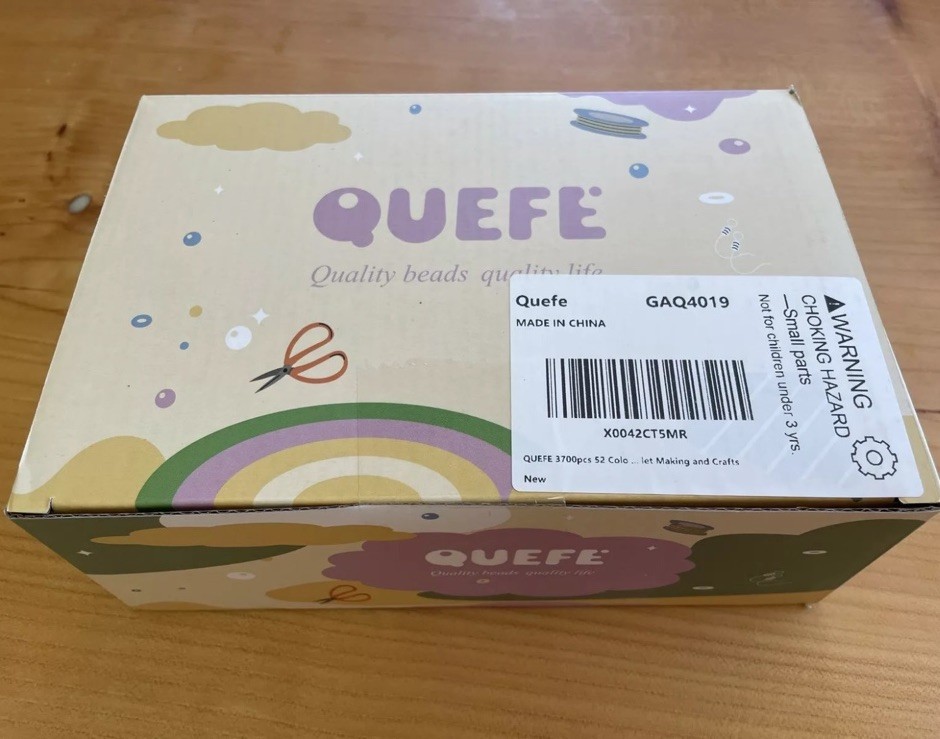 QUEFE
Quality beads quality life
Quefe GAQ4019
MADE IN CHINA
X0042CT5MR
QUEFE 3700pcs 52 Colo ... let Making and Crafts
New
WARNING
CHOKING HAZARD
—Small parts
Not for children under 3 yrs.
QUEFE
Quality beads quality life